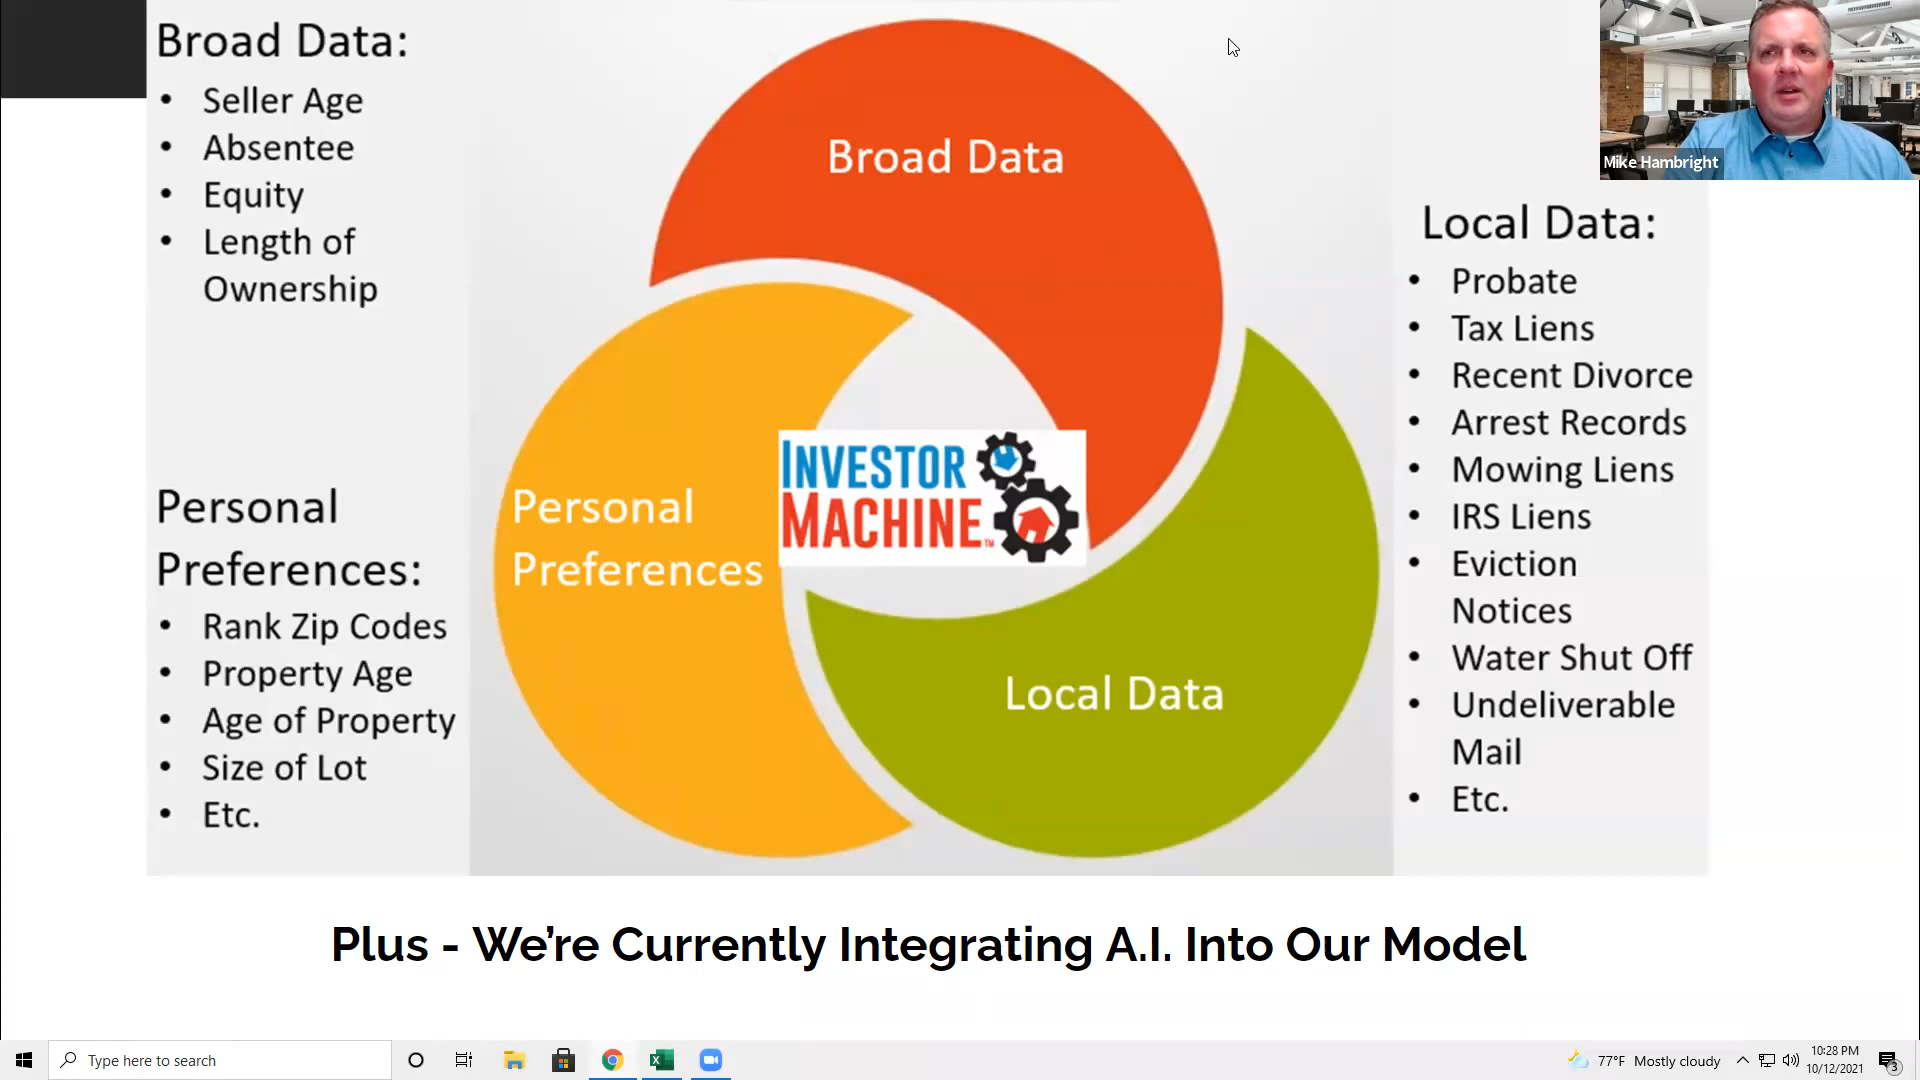 Broad Data:
• Seller Age
• Absentee
• Equity
• Length of
Ownership
Personal
Preferences:
• Rank Zip Codes
• Property Age
• Age of Property
• Size of Lot
• Etc.
Broad Data
Personal
Preferences
INVESTOR
MACHINE™
Local Data
Mike Hambright
Local Data:
• Probate
• Tax Liens
• Recent Divorce
• Arrest Records
• Mowing Liens
• IRS Liens
• Eviction
Notices
• Water Shut Off
• Undeliverable
Mail
• Etc.
Plus - We’re Currently Integrating A.I. Into Our Model
Type here to search
77°F Mostly cloudy
10:28 PM
10/12/2021
3